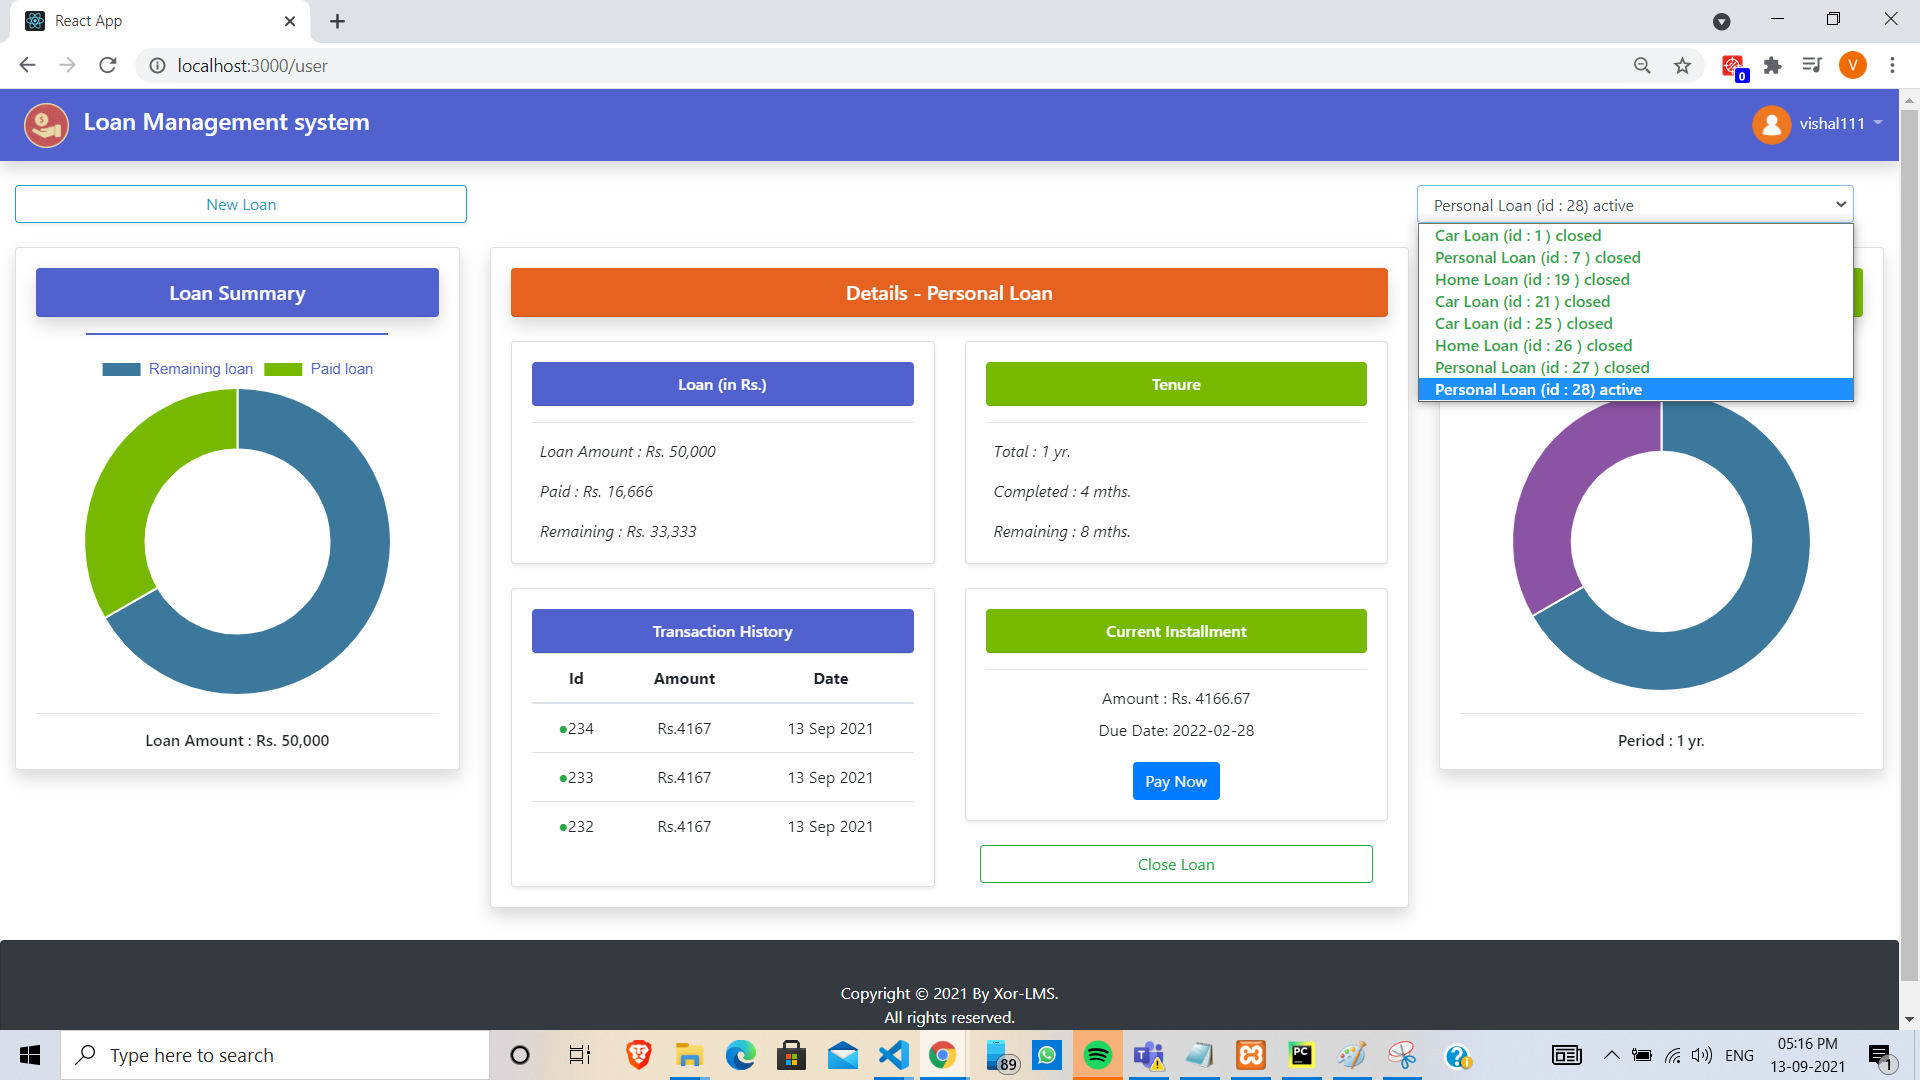 React App
localhost:3000/user
0
V
Loan Management system
vishal111
New Loan
Personal Loan (id : 28) active
Car Loan (id : 1 ) closed
Personal Loan (id : 7 ) closed
Home Loan (id : 19 ) closed
Car Loan (id : 21 ) closed
Car Loan (id : 25 ) closed
Home Loan (id : 26 ) closed
Personal Loan (id : 27 ) closed
Personal Loan (id : 28) active
Loan Summary
Remaining loan
Paid loan
Loan Amount : Rs. 50,000
Details - Personal Loan
Loan (in Rs.)
Loan Amount : Rs. 50,000
Paid : Rs. 16,666
Remaining : Rs. 33,333
Tenure
Total : 1 yr.
Completed : 4 mths.
Remaining : 8 mths.
Transaction History
Id Amount Date
234 Rs.4167 13 Sep 2021
233 Rs.4167 13 Sep 2021
232 Rs.4167 13 Sep 2021
Current Installment
Amount : Rs. 4166.67
Due Date: 2022-02-28
Pay Now
Close Loan
Period : 1 yr.
Copyright © 2021 By Xor-LMS.
All rights reserved.
Type here to search
89
PC
ENG
05:16 PM
13-09-2021
1